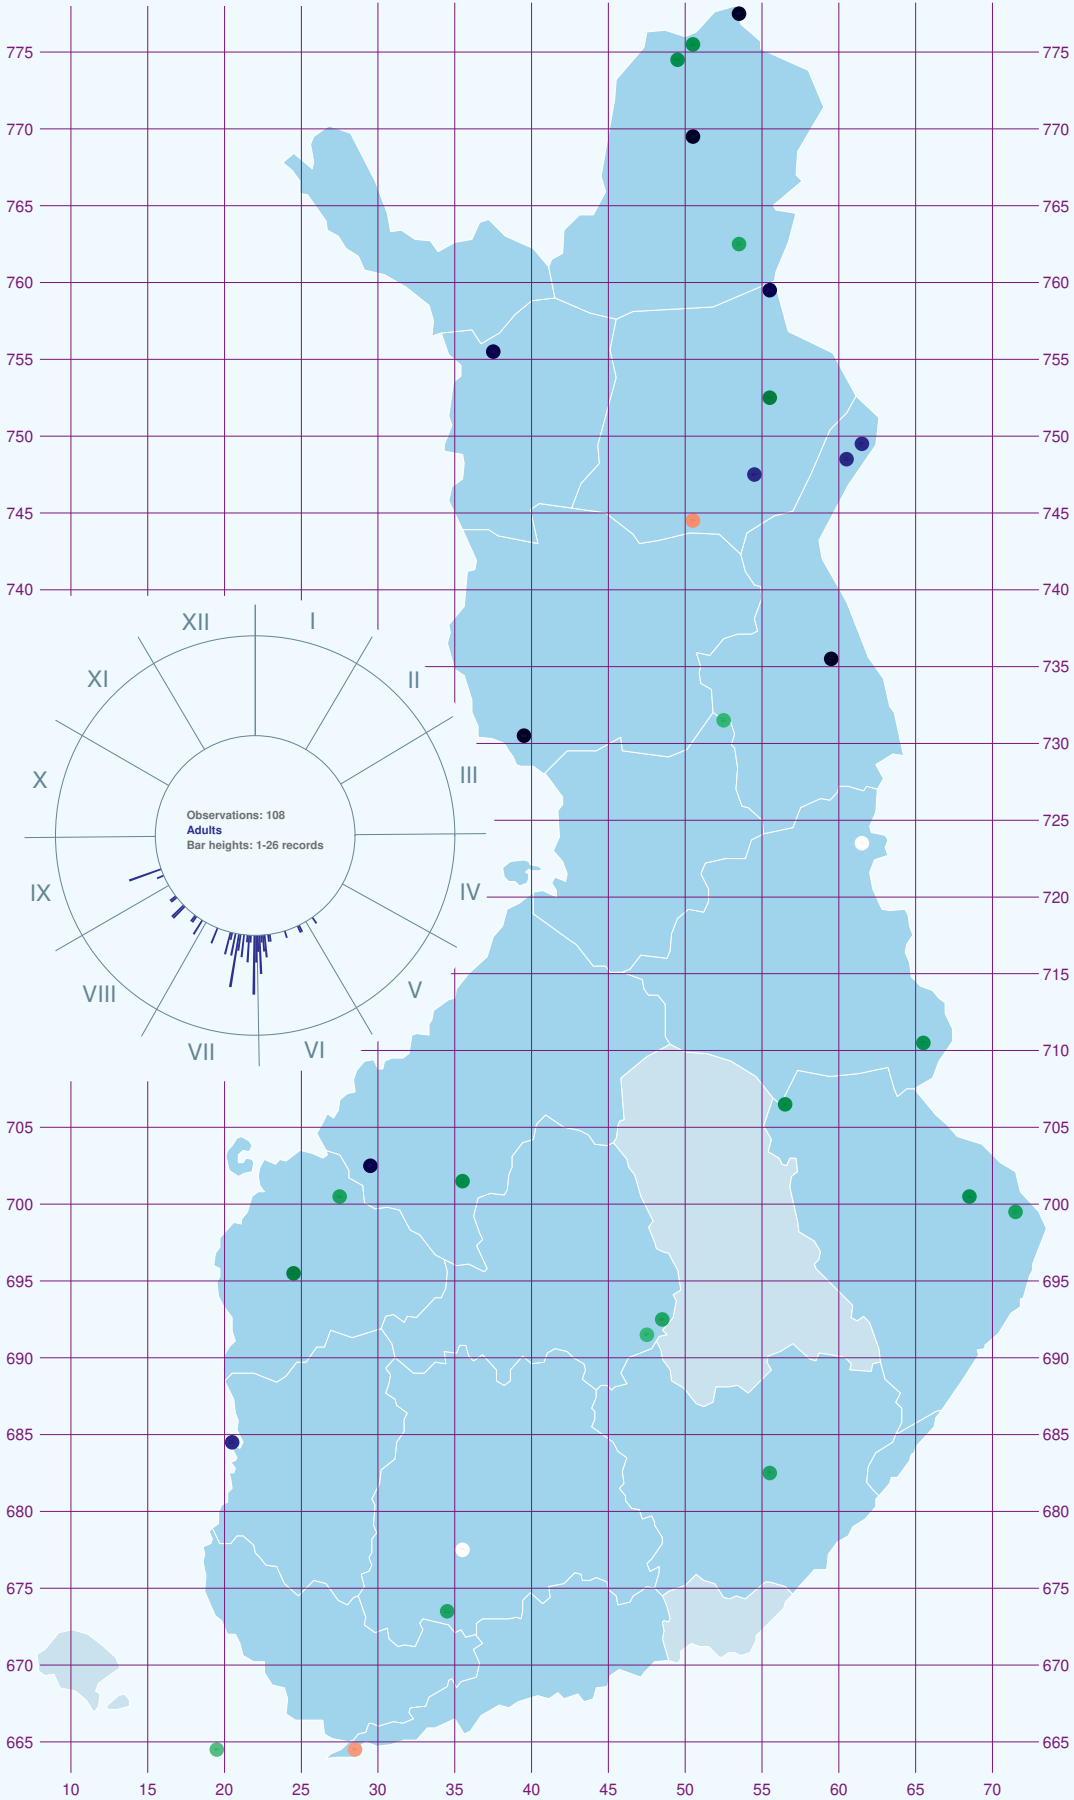 775 775
770 770
765 765
760 760
755 755
750 750
745 745
740 740
XII I
XI II
735 735
730 730
X III
725 725
Observations: 108
Adults
Bar heights: 1-26 records
IX IV
720 720
715 715
VIII V
VII VI
710 710
705 705
700 700
695 695
690 690
685 685
680 680
675 675
670 670
665 665
10 15 20 25 30 35 40 45 50 55 60 65 70